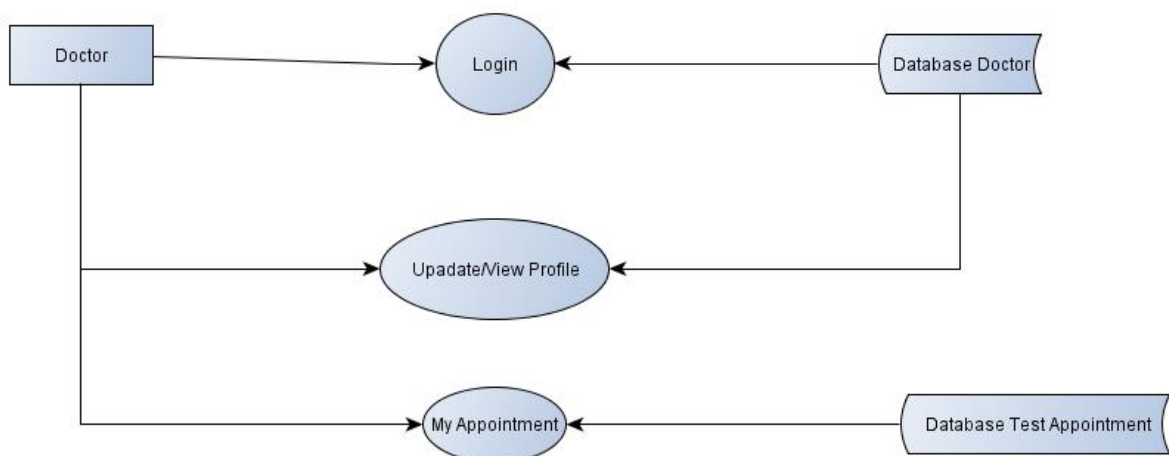 Doctor
Login
Database Doctor
Upadate/View Profile
My Appointment
Database Test Appointment